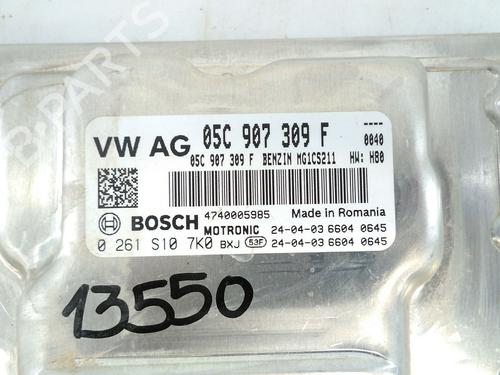 B-PARTS
VW AG 05C 907 309 F ----
05C 907 309 F BENZIN MG1CS211 HW: H80 0040
BOSCH 4740005985 Made in Romania
MOTRONIC 24-04-03 6604 0645
0 261 S10 7K0 BXJ 53F 24-04-03 6604 0645
13550